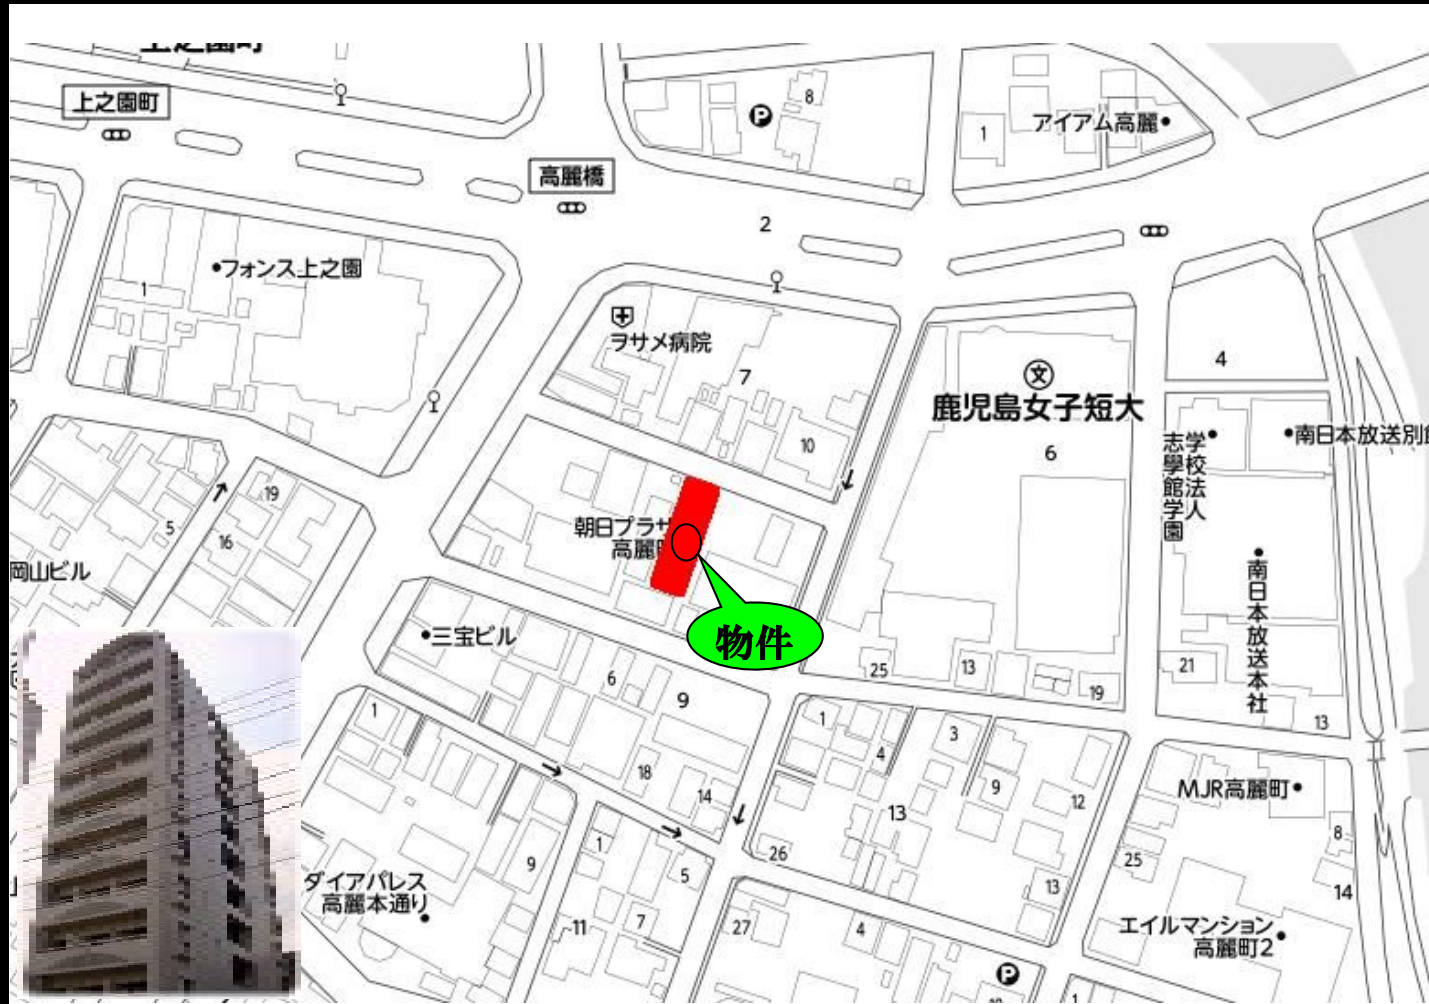 上之園町
高麗橋
8
1
アイアム高麗
2
フォンス上之園
1
ヲサメ病院
7
10
文
鹿児島女子短大
6
4
学校法人
志學館学園
南日本放送別
19
16
5
岡山ビル
朝日プラサ
高麗
物件
南日本放送本社
三宝ビル
6
9
25
13
19
21
13
1
18
14
1
4
3
9
12
13
MJR高麗町
8
25
14
26
13
1
5
9
ダイアパレス
高麗本通り
11
7
27
4
P
P
エイルマンション
高麗町2
1